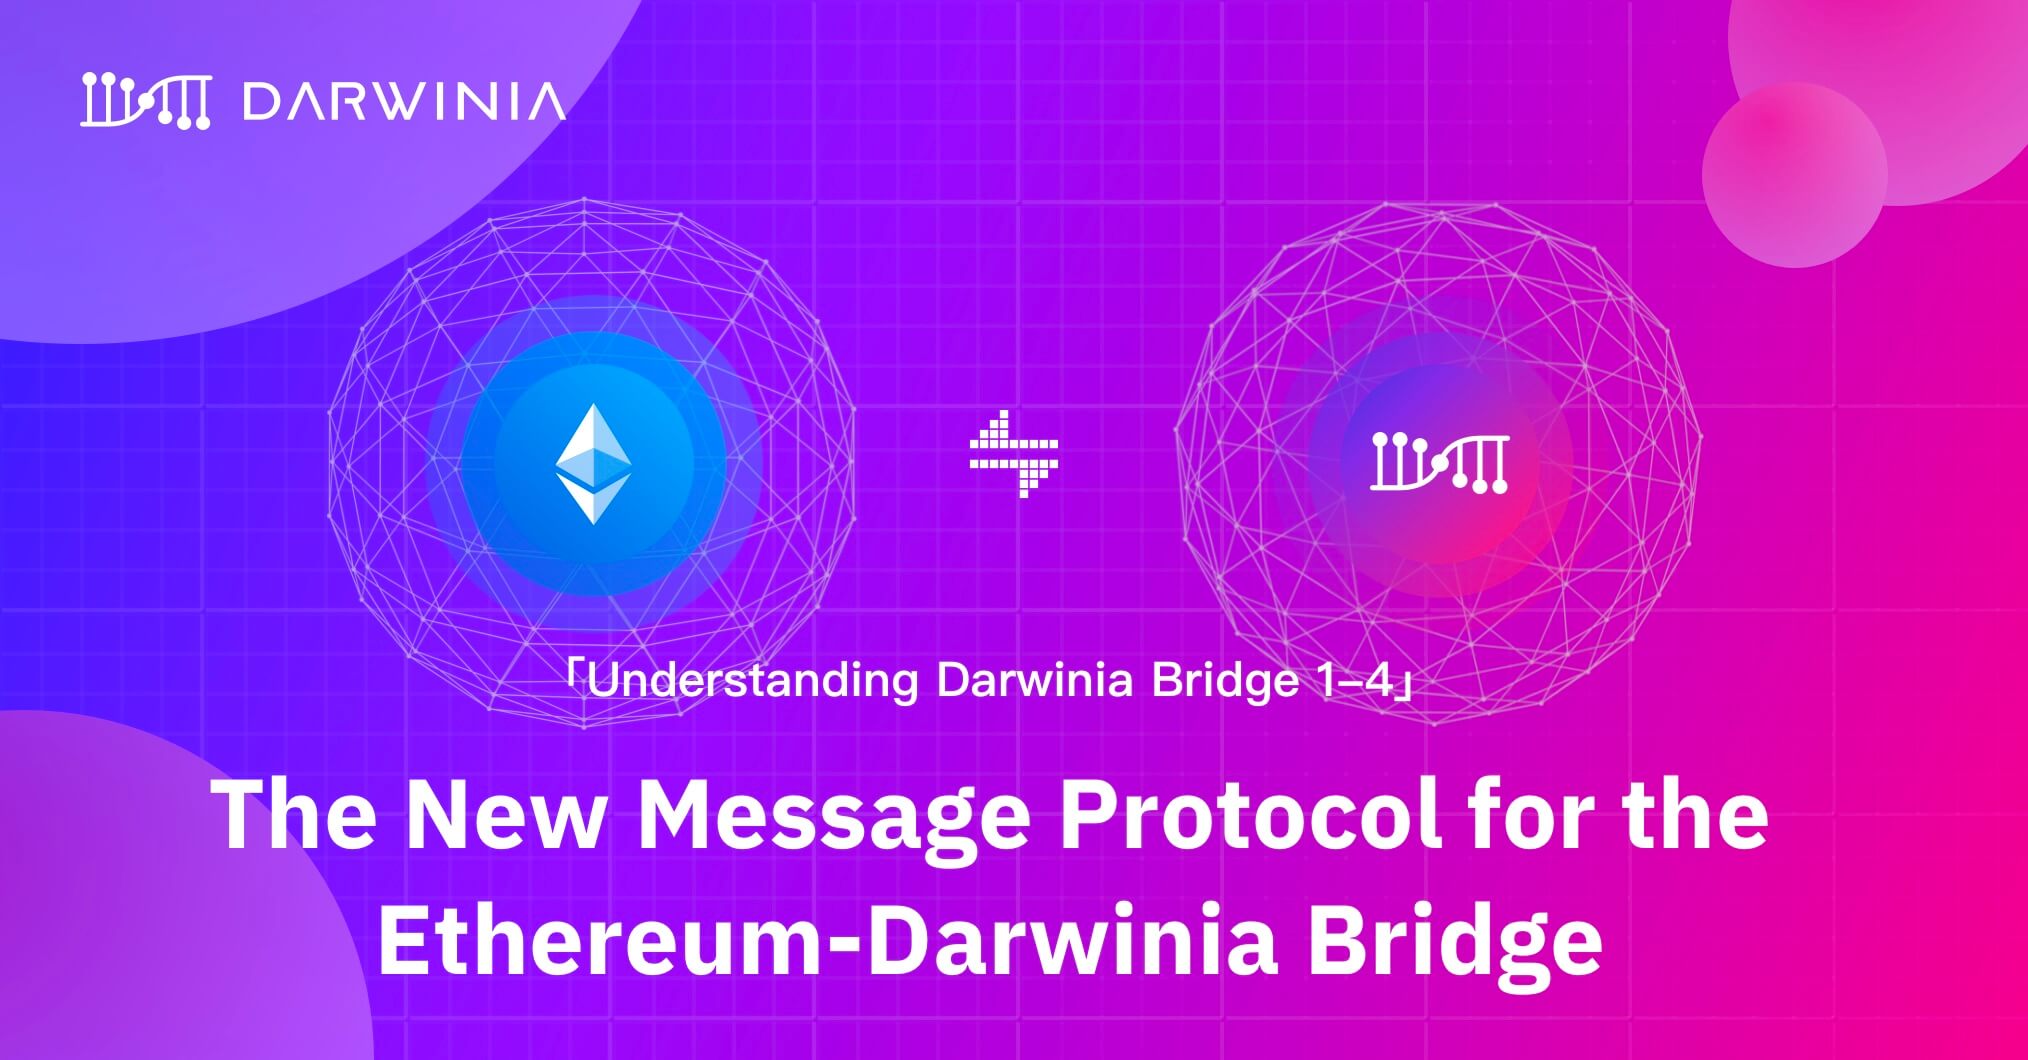 DARWINIA
「Understanding Darwinia Bridge 1–4」
The New Message Protocol for the
Ethereum-Darwinia Bridge